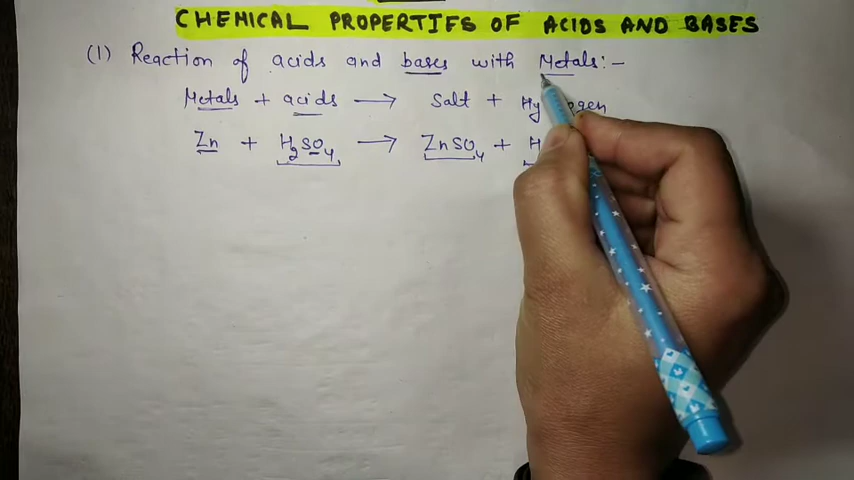 CHEMICAL PROPERTIES OF ACIDS AND BASES
(1) Reaction of acids and bases with Metals:-
Metals + acids → Salt +
Zn + H2SO4 → ZnSO4 + H